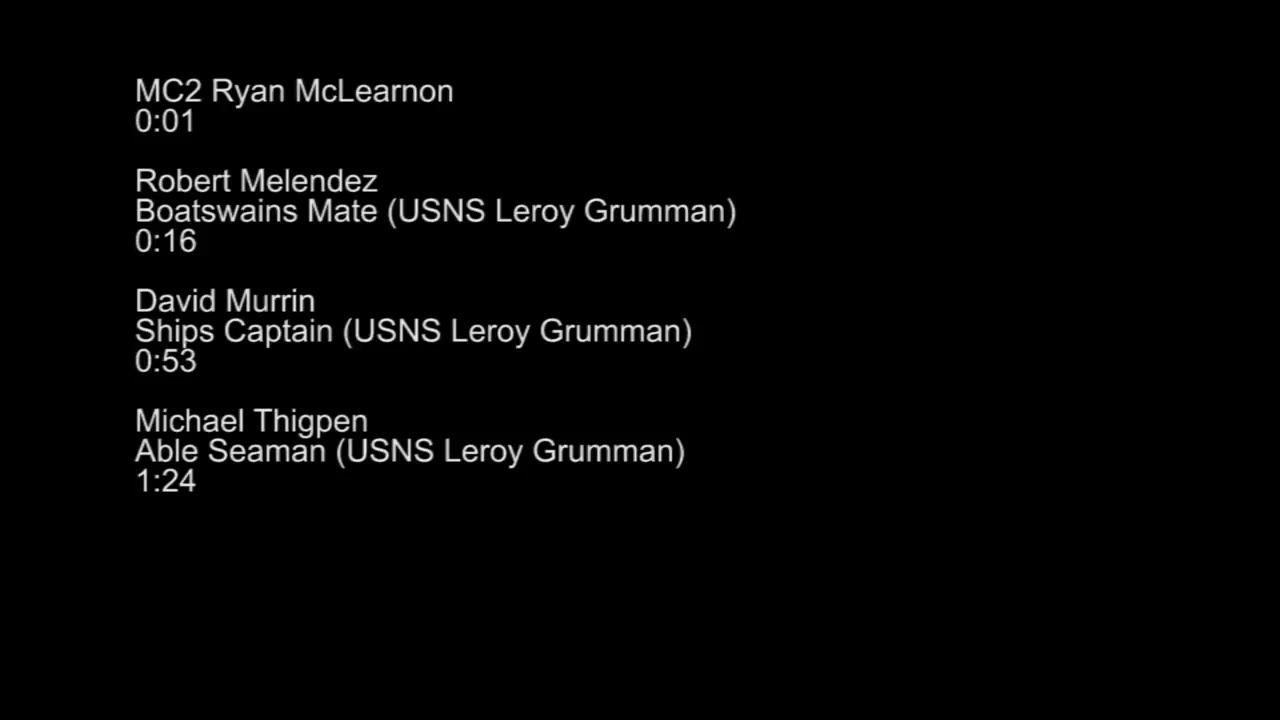 MC2 Ryan McLearnon
0:01
Robert Melendez
Boatswains Mate (USNS Leroy Grumman)
0:16
David Murrin
Ships Captain (USNS Leroy Grumman)
0:53
Michael Thigpen
Able Seaman (USNS Leroy Grumman)
1:24